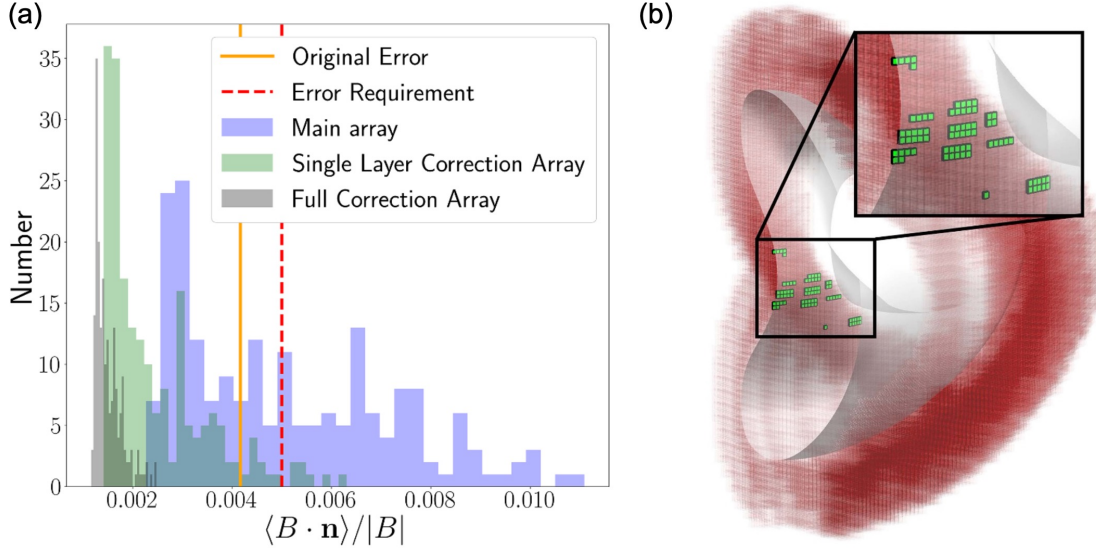 (a)
Number
35
30
25
20
15
10
5
0
Original Error
Error Requirement
Main array
Single Layer Correction Array
Full Correction Array
0.002
0.004
0.006
0.008
0.010
⟨B · n⟩/|B|
(b)